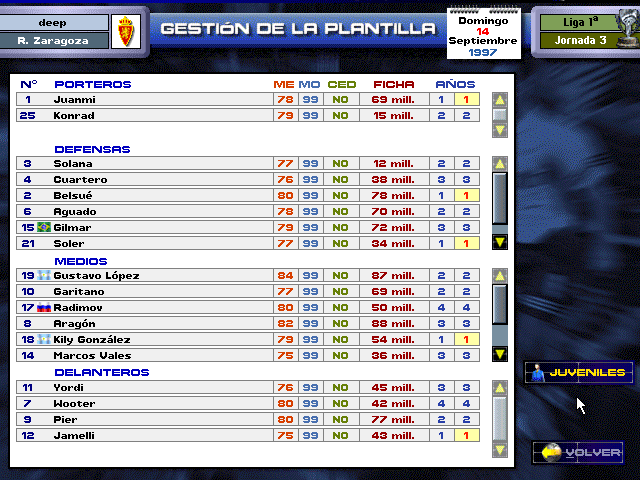 deep
R. Zaragoza
GESTIÓN DE LA PLANTILLA
Domingo
14
Septiembre
1997
Liga 1ª
Jornada 3
Nº PORTEROS ME MO CED FICHA AÑOS
1 Juanmi 78 99 NO 69 mill. 1 1
25 Konrad 79 99 NO 15 mill. 2 2
DEFENSAS
3 Solana 77 99 NO 12 mill. 2 2
4 Cuartero 76 99 NO 38 mill. 3 3
2 Belsué 80 99 NO 78 mill. 1 1
6 Aguado 78 99 NO 70 mill. 2 2
15 Gilmar 79 99 NO 72 mill. 3 3
21 Soler 77 99 NO 34 mill. 1 1
MEDIOS
19 Gustavo López 84 99 NO 87 mill. 2 2
10 Garitano 77 99 NO 69 mill. 2 2
17 Radimov 80 99 NO 50 mill. 4 4
8 Aragón 82 99 NO 88 mill. 3 3
18 Kily González 79 99 NO 54 mill. 1 1
14 Marcos Vales 75 99 NO 36 mill. 3 3
DELANTEROS
11 Yordi 76 99 NO 45 mill. 3 3
7 Wooter 80 99 NO 42 mill. 4 4
9 Pier 80 99 NO 77 mill. 2 2
12 Jamelli 75 99 NO 43 mill. 1 1
JUVENILES
VOLVER